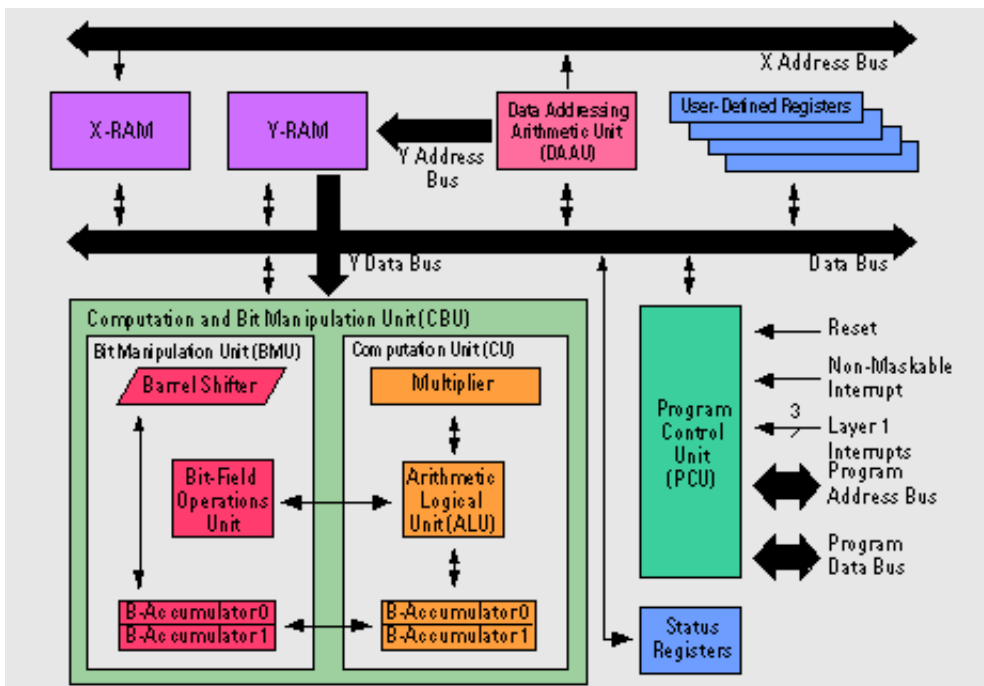 X Address Bus
X-RAM
Y-RAM
Data Addressing
Arithmetic Unit
(DAAU)
User-Defined Registers
Y Address
Bus
Y Data Bus
Data Bus
Computation and Bit Manipulation Unit(CBU)
Bit Manipulation Unit(BMU)
Barrel Shifter
Bit-Field
Operations
Unit
B-Accumulator0
B-Accumulator1
Computation Unit(CU)
Multiplier
Arithmetic
Logical
Unit(ALU)
B-Accumulator0
B-Accumulator1
Program
Control
Unit
(PCU)
Reset
Non-Maskable
Interrupt
3
Layer 1
Interrupts
Program
Address Bus
Program
Data Bus
Status
Registers